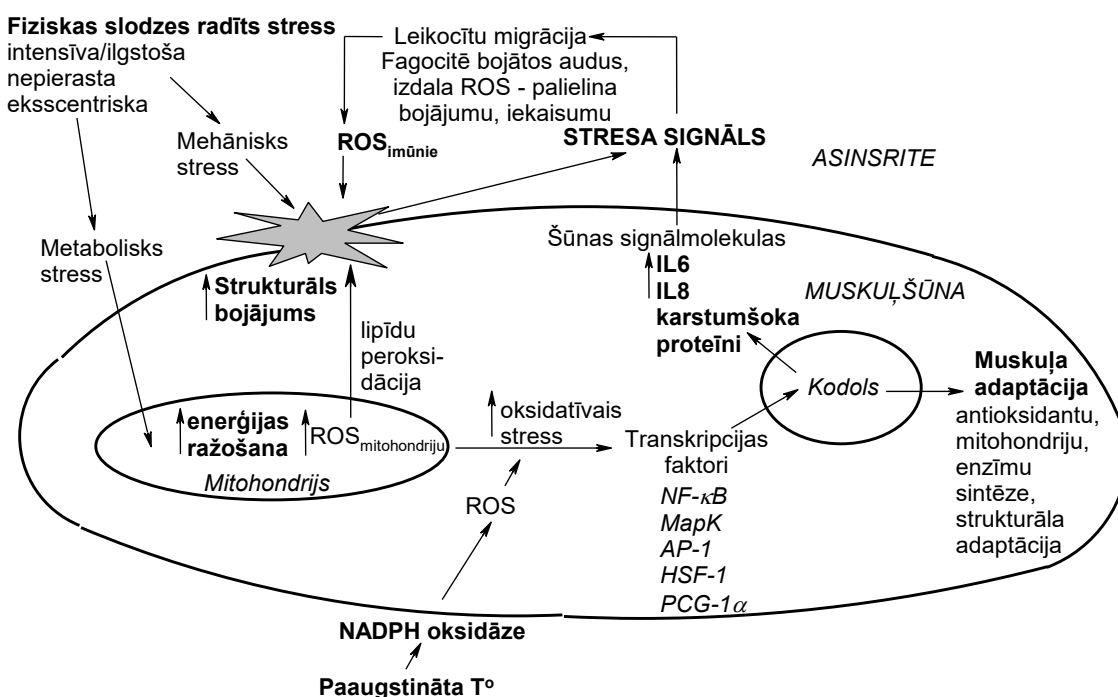 Fiziskas slodzes radīts stress
intensīva/ilgstoša
nepierasta
eksscentriska
Leikocītu migrācija
Fagocitē bojātos audus,
izdala ROS - palielina
bojājumu, iekaisumu
Mehānisks
stress
ROSimūnie
STRESA SIGNĀLS
ASINSRITE
Metabolisks
stress
Strukturāls
bojājums
Šūnas signālmolekulas
IL6
IL8
karstumšoka
proteīni
MUSKUĻŠŪNA
lipīdu
peroksi-
dācija
Kodols
Muskuļa
adaptācija
antioksidantu,
mitohondriju,
enzīmu
sintēze,
strukturāla
adaptācija
enerģijas
ražošana
ROSmitohondriju
Mitohondrijs
oksidatīvais
stress
Transkripcijas
faktori
NF-κB
MapK
AP-1
HSF-1
PCG-1α
ROS
NADPH oksidāze
Paaugstināta Tº